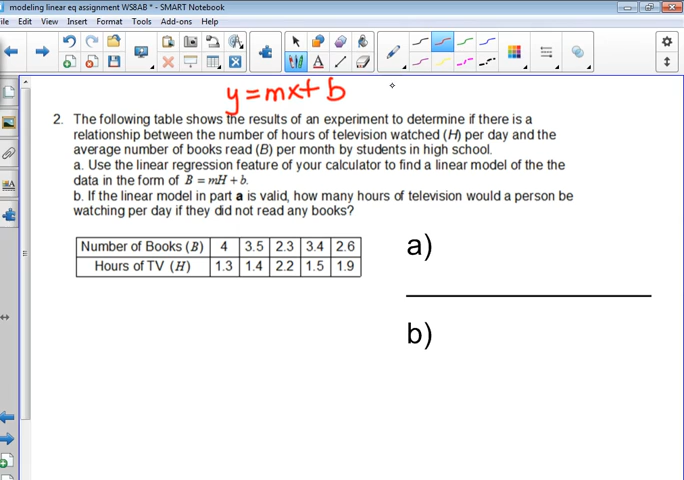 modeling linear eq assignment WS8AB * - SMART Notebook
Edit View Insert Format Tools Add-ons Help
y=mx+b
2. The following table shows the results of an experiment to determine if there is a
relationship between the number of hours of television watched (H) per day and the
average number of books read (B) per month by students in high school.
a. Use the linear regression feature of your calculator to find a linear model of the the
data in the form of B = mH + b.
b. If the linear model in part a is valid, how many hours of television would a person be
watching per day if they did not read any books?
Number of Books (B) 4 3.5 2.3 3.4 2.6
Hours of TV (H) 1.3 1.4 2.2 1.5 1.9
a)
b)